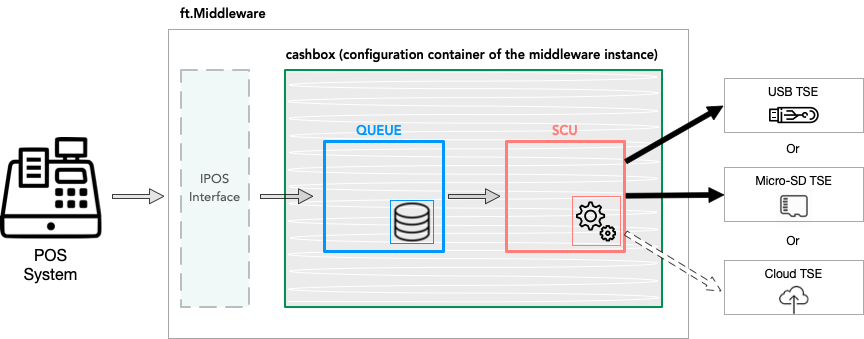 ft.Middleware
cashbox (configuration container of the middleware instance)
POS
System
IPOS
Interface
QUEUE
SCU
USB TSE
Or
Micro-SD TSE
Or
Cloud TSE